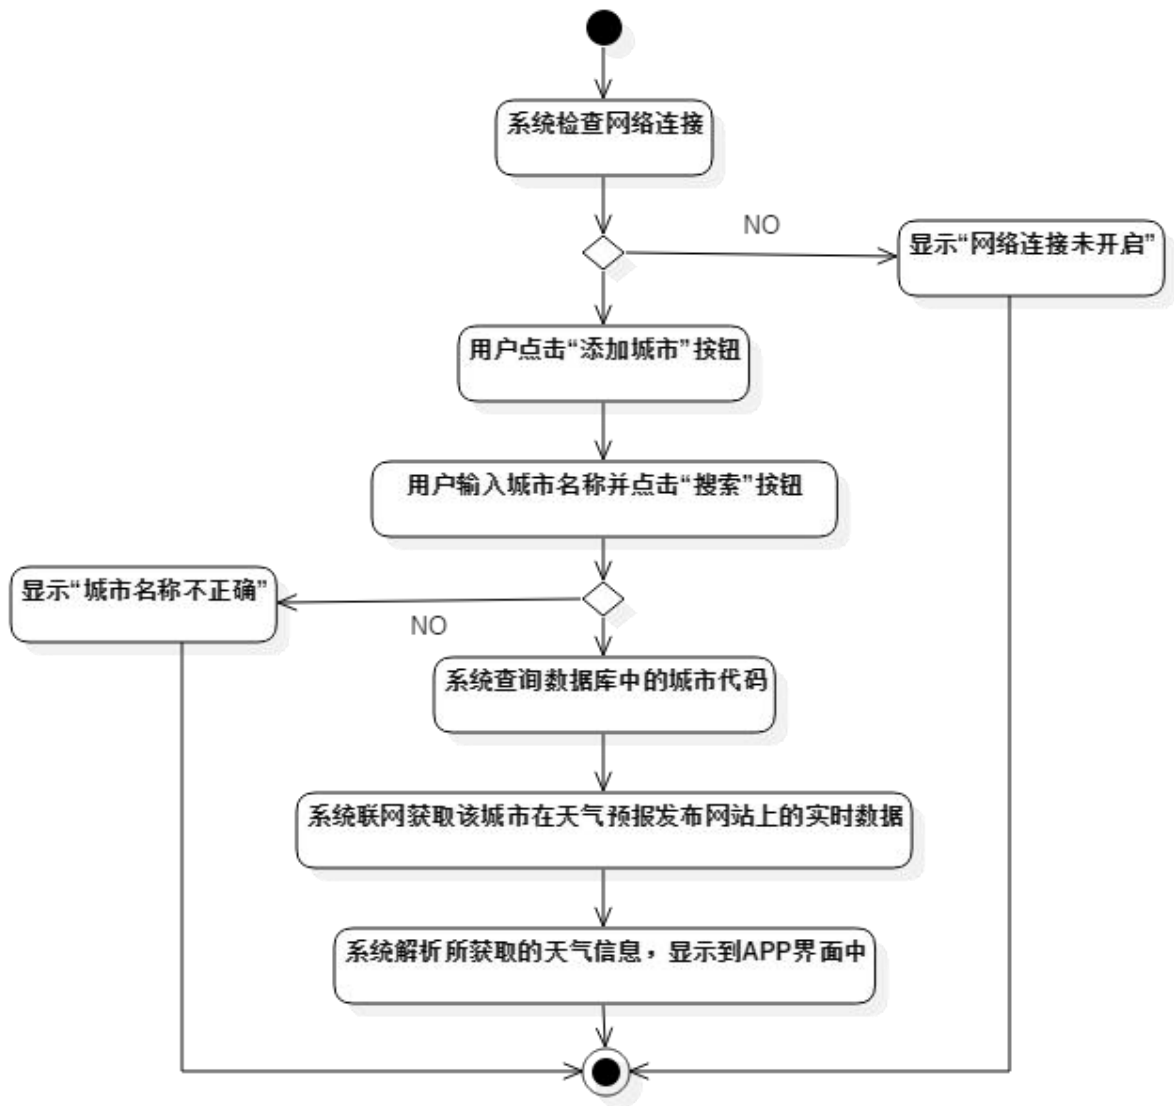 系统检查网络连接
NO
显示“网络连接未开启”
用户点击“添加城市”按钮
用户输入城市名称并点击“搜索”按钮
显示“城市名称不正确”
NO
系统查询数据库中的城市代码
系统联网获取该城市在天气预报发布网站上的实时数据
系统解析所获取的天气信息，显示到APP界面中